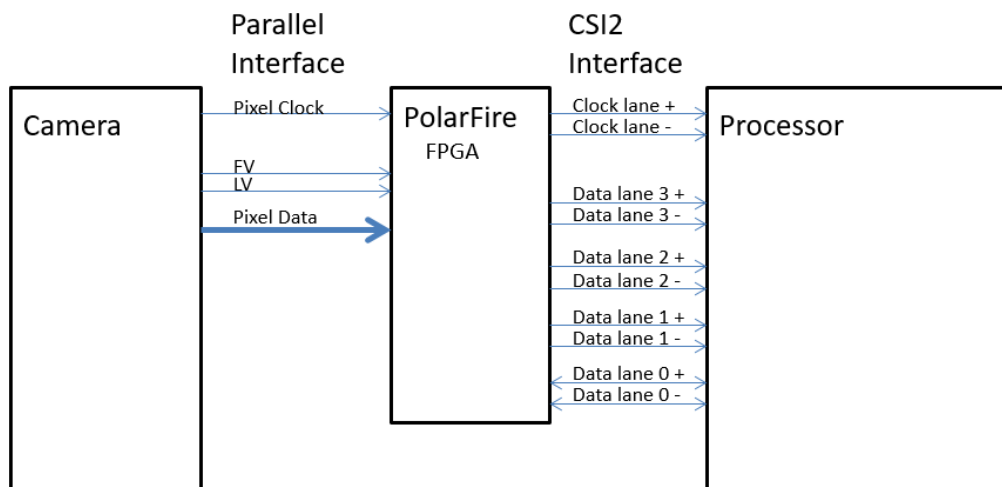 Parallel
Interface
CSI2
Interface
Camera
Pixel Clock
FV
LV
Pixel Data
PolarFire
FPGA
Clock lane +
Clock lane -
Data lane 3 +
Data lane 3 -
Data lane 2 +
Data lane 2 -
Data lane 1 +
Data lane 1 -
Data lane 0 +
Data lane 0 -
Processor